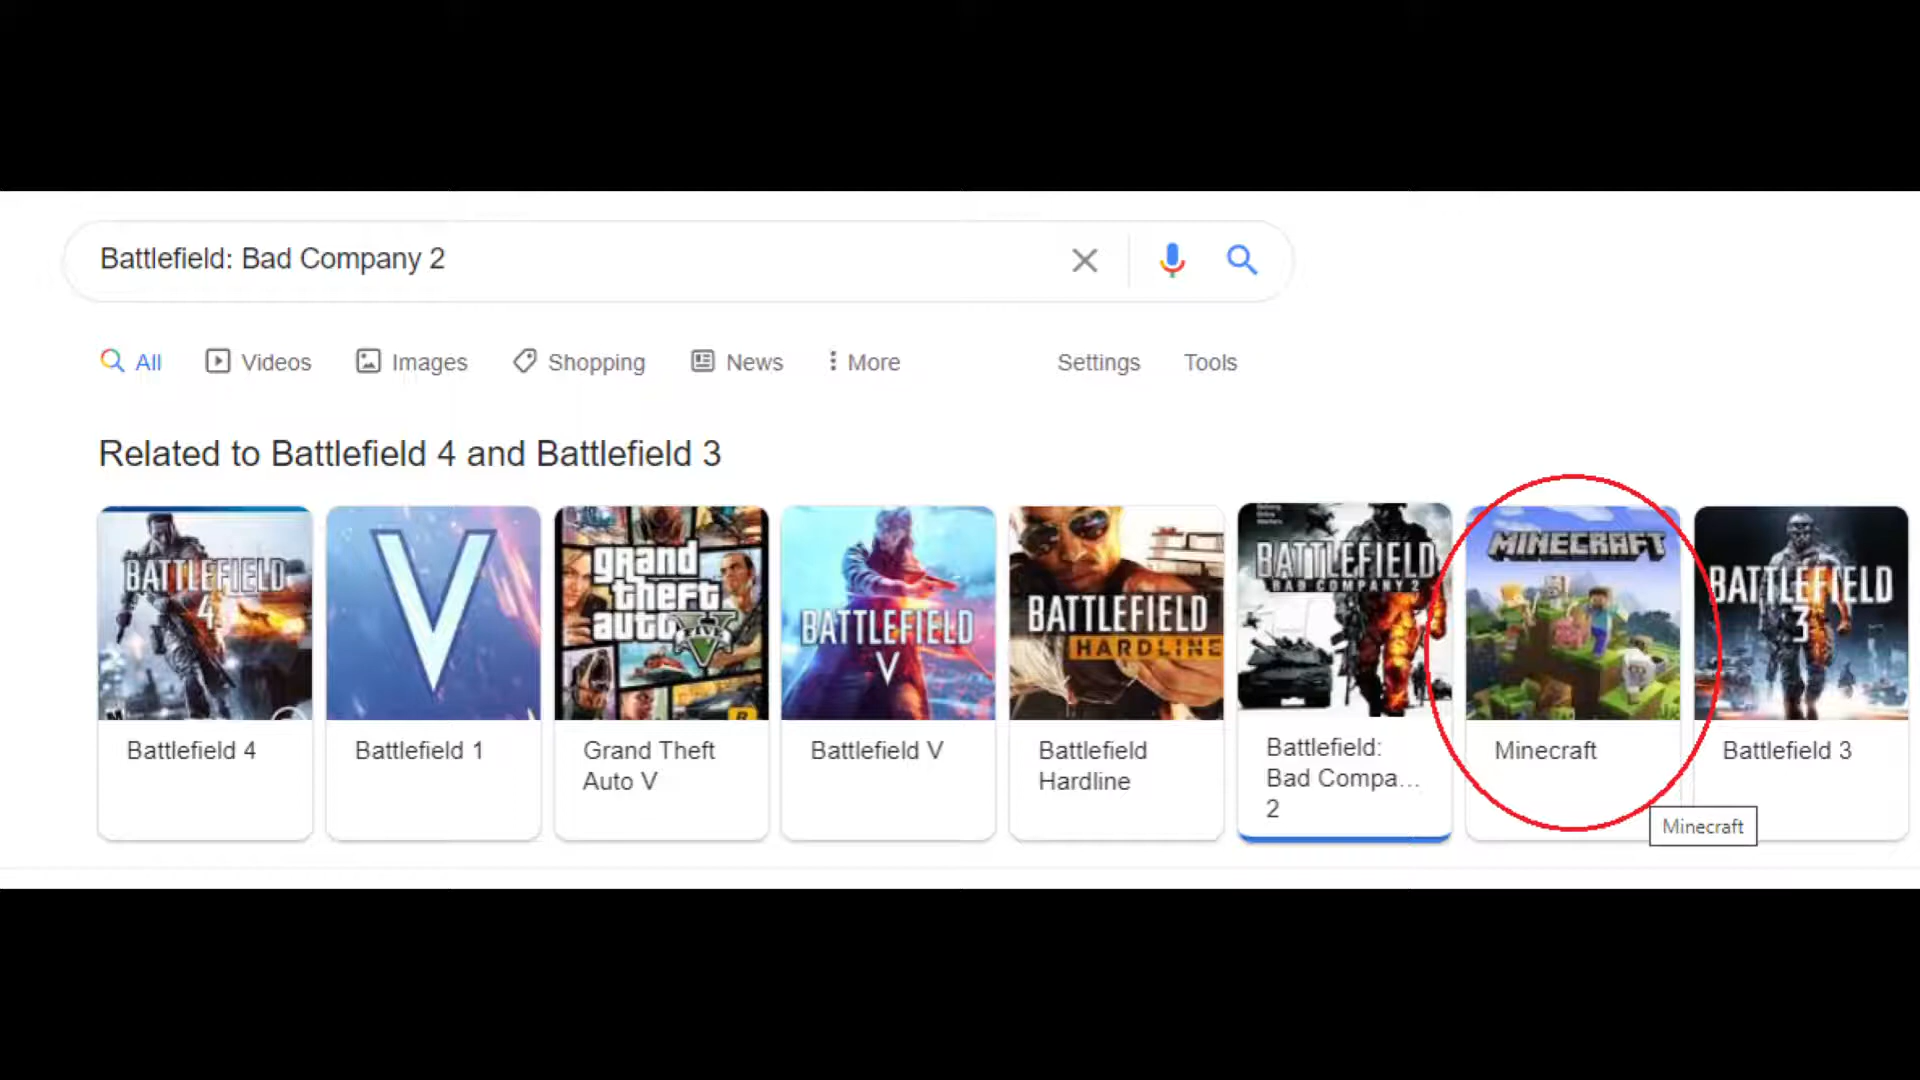 Battlefield: Bad Company 2
All Videos Images Shopping News More Settings Tools
Related to Battlefield 4 and Battlefield 3
BATTLEFIELD
4
V
grand
theft
auto
V
FIVE
BATTLEFIELD
V
BATTLEFIELD
HARDLINE
BATTLEFIELD
BAD COMPANY 2
MINECRAFT
BATTLEFIELD
3
Battlefield 4
Battlefield 1
Grand Theft
Auto V
Battlefield V
Battlefield
Hardline
Battlefield:
Bad Compa...
2
Minecraft
Battlefield 3
Minecraft